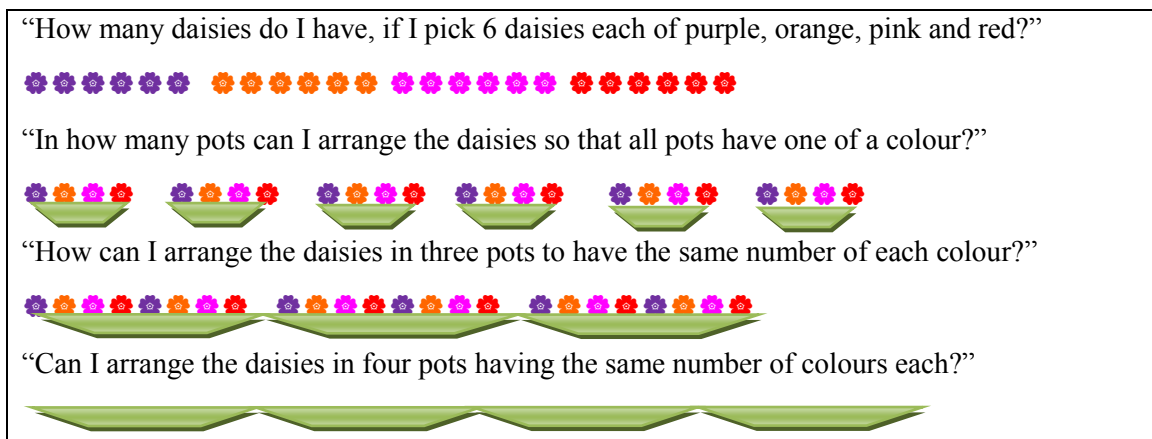 “How many daisies do I have, if I pick 6 daisies each of purple, orange, pink and red?”
“In how many pots can I arrange the daisies so that all pots have one of a colour?”
“How can I arrange the daisies in three pots to have the same number of each colour?”
“Can I arrange the daisies in four pots having the same number of colours each?”